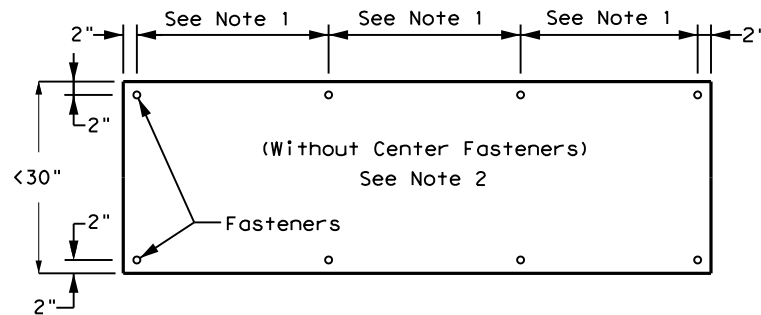 See Note 1 See Note 1 See Note 1
2" 2'
2"
(Without Center Fasteners)
<30" See Note 2
2"
Fasteners
2"